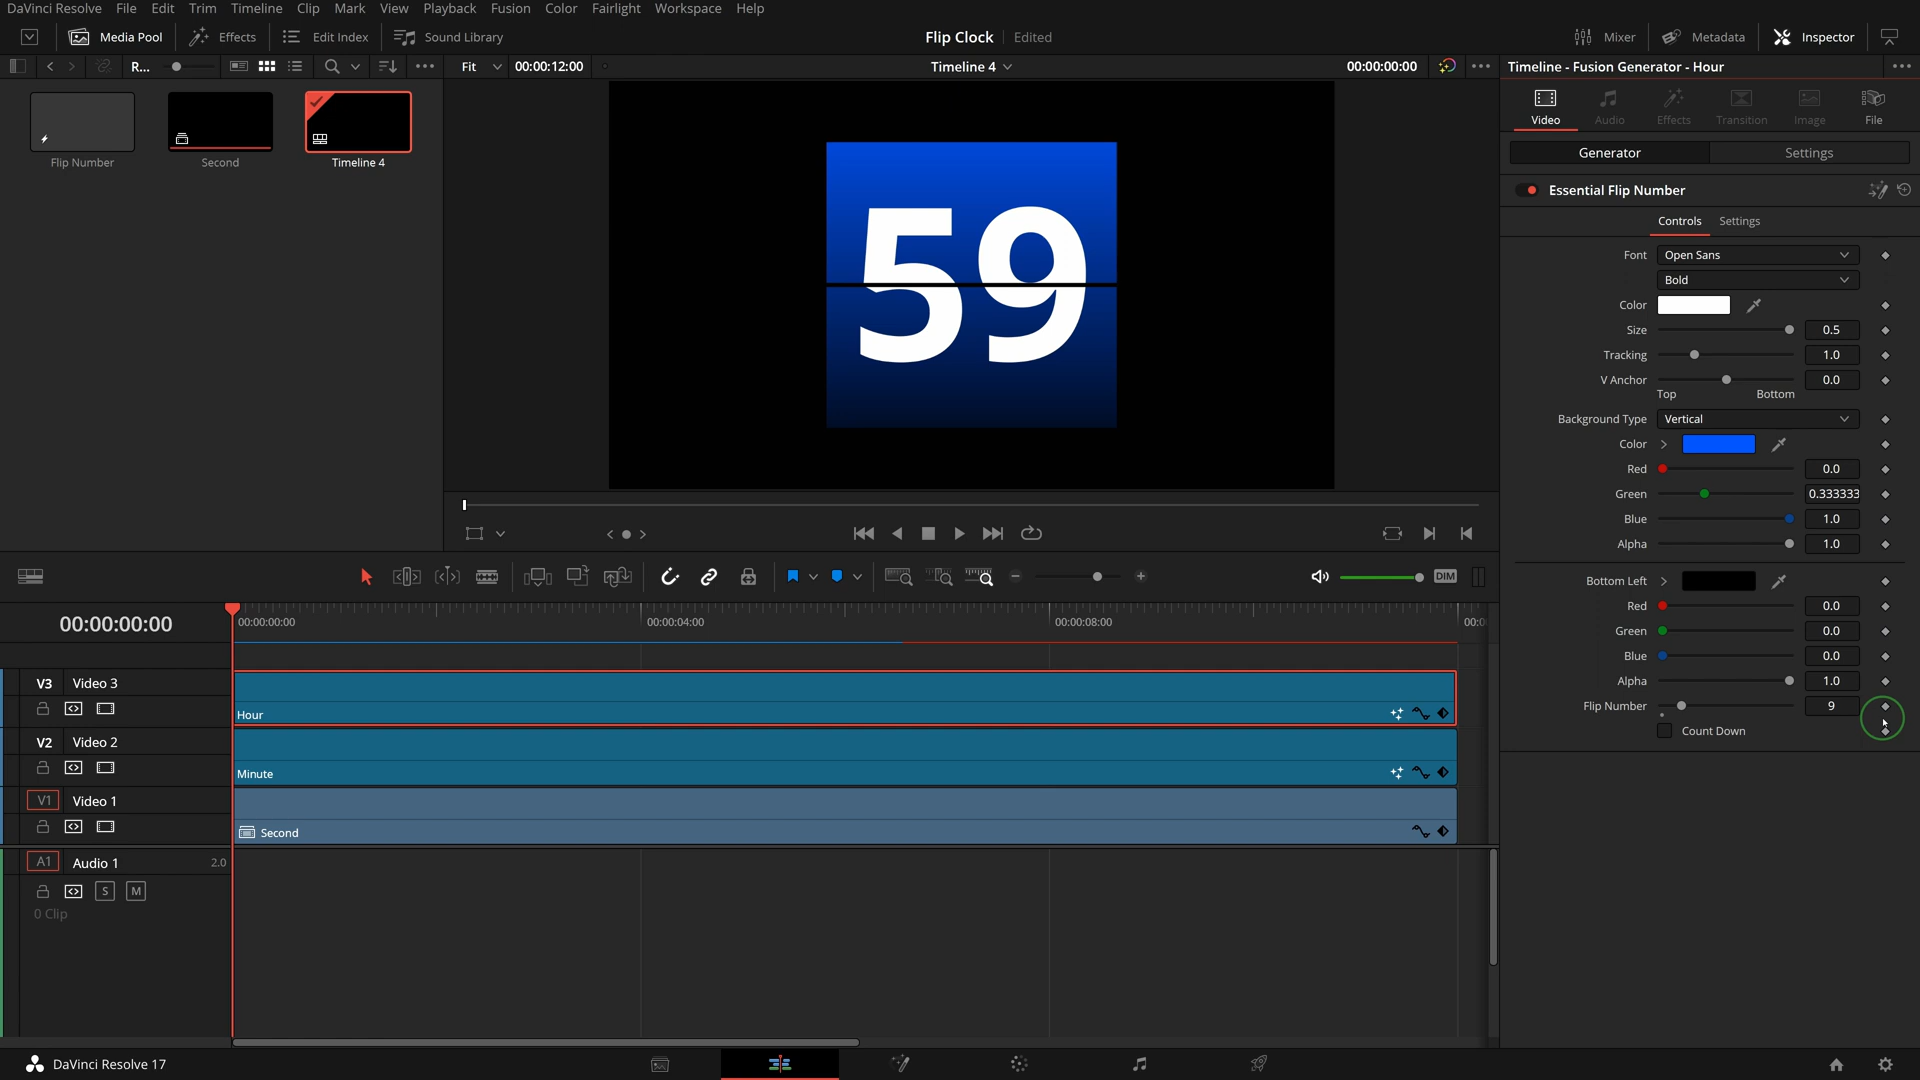 DaVinci Resolve File Edit Trim Timeline Clip Mark View Playback Fusion Color Fairlight Workspace Help
Media Pool Effects Edit Index Sound Library Flip Clock Edited Mixer Metadata Inspector
R... Fit 00:00:12:00 Timeline 4 00:00:00:00 Timeline - Fusion Generator - Hour
Video Audio Effects Transition Image File
Flip Number Second Timeline 4
Generator Settings
Essential Flip Number
Controls Settings
59
Font Open Sans
Bold
Color
Size 0.5
Tracking 1.0
V Anchor 0.0
Top Bottom
Background Type Vertical
Color
Red 0.0
Green 0.333333
Blue 1.0
Alpha 1.0
Bottom Left
Red 0.0
Green 0.0
Blue 0.0
Alpha 1.0
Flip Number 9
Count Down
DIM
00:00:00:00 00:00:00:00 00:00:04:00 00:00:08:00 00:0
V3 Video 3
Hour
V2 Video 2
Minute
V1 Video 1
Second
A1 Audio 1 2.0
S M
0 Clip
DaVinci Resolve 17